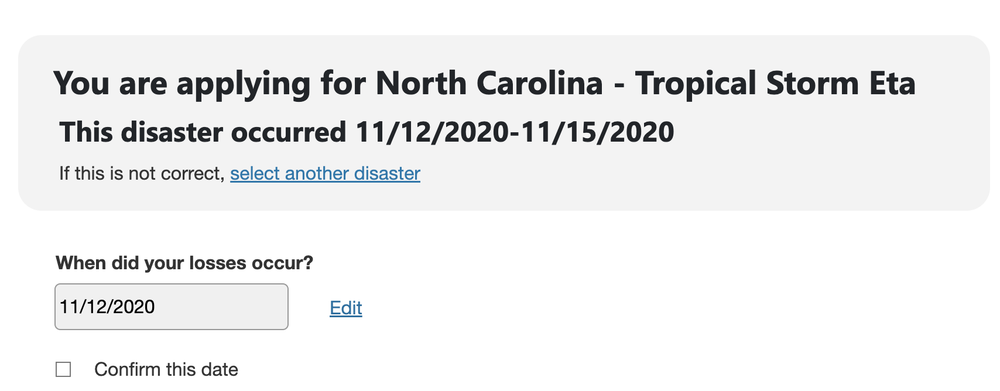 You are applying for North Carolina - Tropical Storm Eta
This disaster occurred 11/12/2020-11/15/2020
If this is not correct, select another disaster
When did your losses occur?
11/12/2020
Edit
Confirm this date